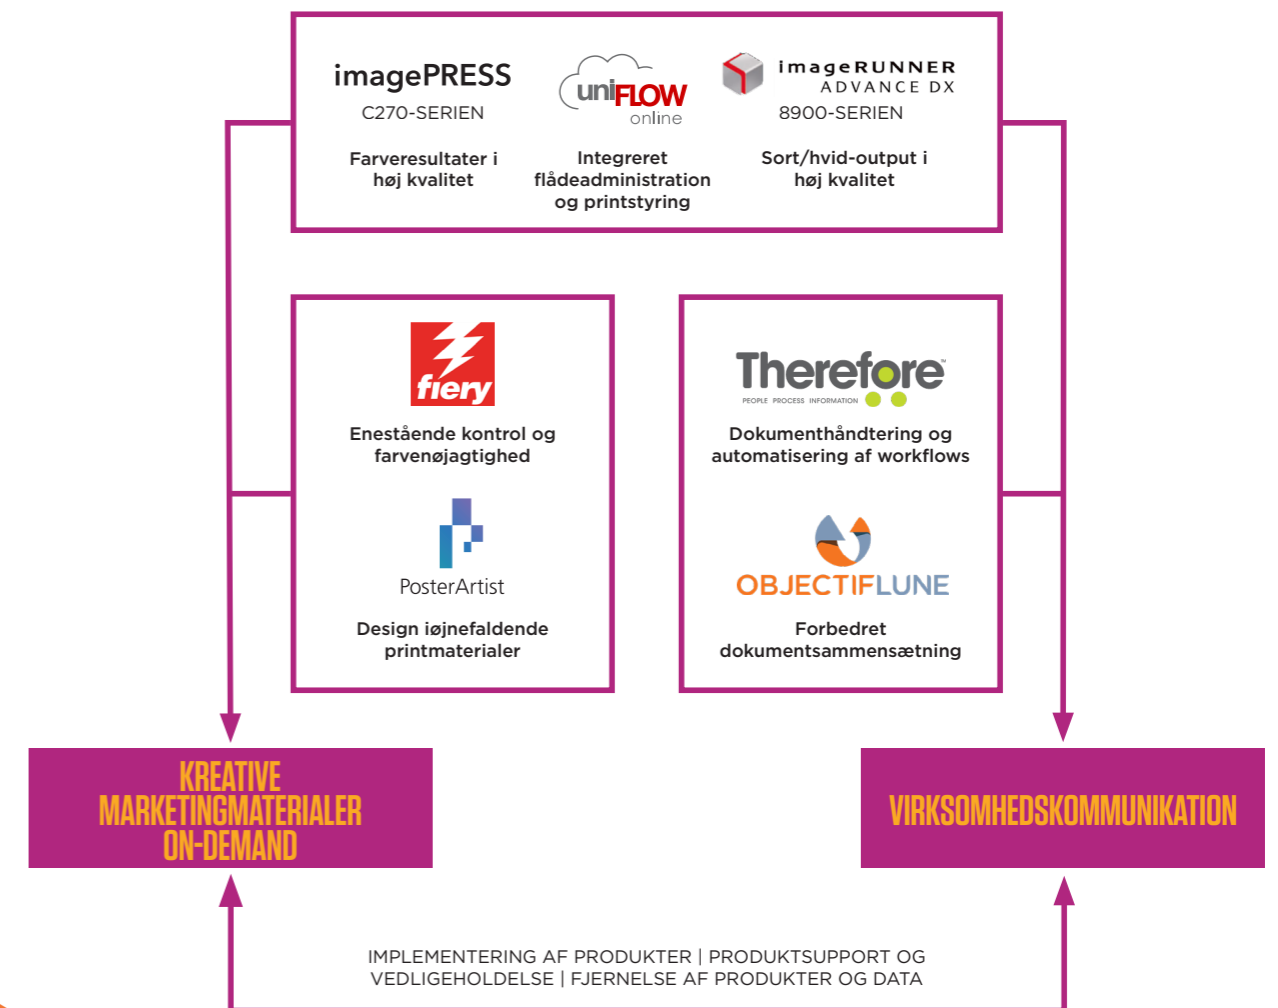 imagePRESS
C270-SERIEN
Farveresultater i
høj kvalitet
uniFLOW
online
Integreret
flådeadministration
og printstyring
imageRUNNER
ADVANCE DX
8900-SERIEN
Sort/hvid-output i
høj kvalitet
fiery
Enestående kontrol og
farvenøjagtighed
PosterArtist
Design iøjnefaldende
printmaterialer
Therefore™
PEOPLE PROCESS INFORMATION
Dokumenthåndtering og
automatisering af workflows
OBJECTIFLUNE
Forbedret
dokumentsammensætning
KREATIVE
MARKETINGMATERIALER
ON-DEMAND
VIRKSOMHEDSKOMMUNIKATION
IMPLEMENTERING AF PRODUKTER | PRODUKTSUPPORT OG
VEDLIGEHOLDELSE | FJERNELSE AF PRODUKTER OG DATA